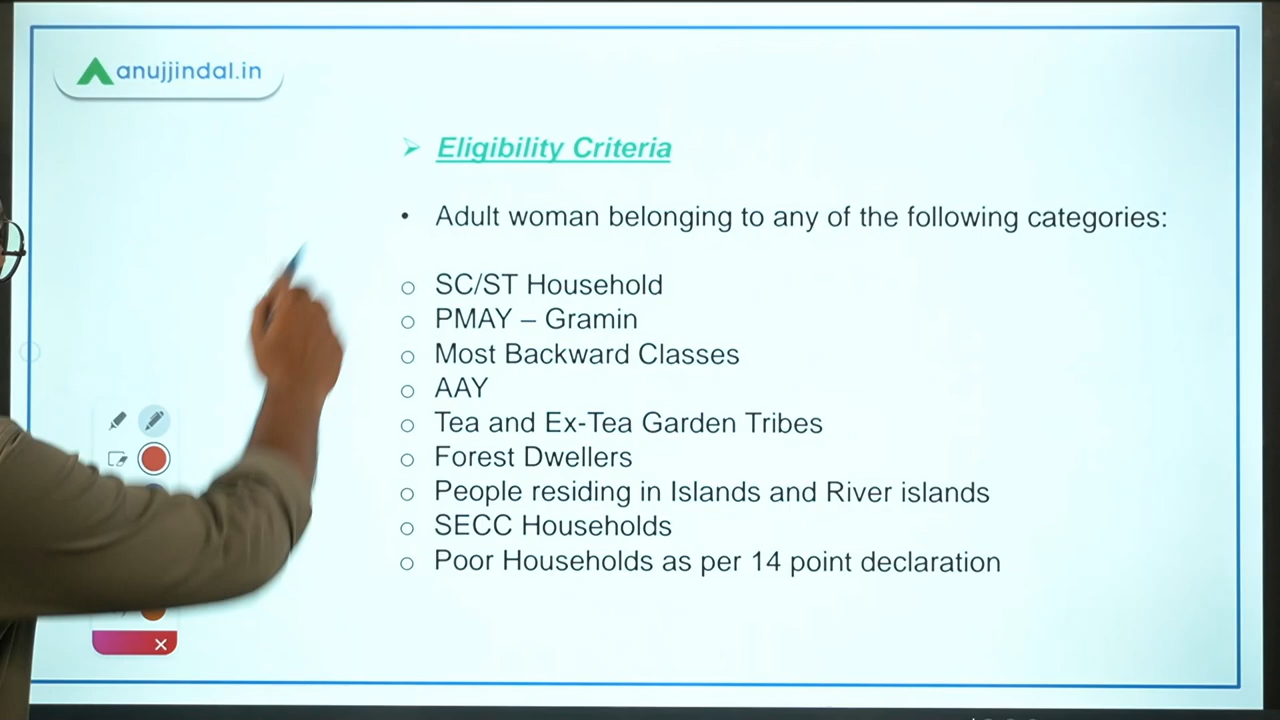 anujjindal.in
➢ Eligibility Criteria
• Adult woman belonging to any of the following categories:
o SC/ST Household
o PMAY – Gramin
o Most Backward Classes
o AAY
o Tea and Ex-Tea Garden Tribes
o Forest Dwellers
o People residing in Islands and River islands
o SECC Households
o Poor Households as per 14 point declaration